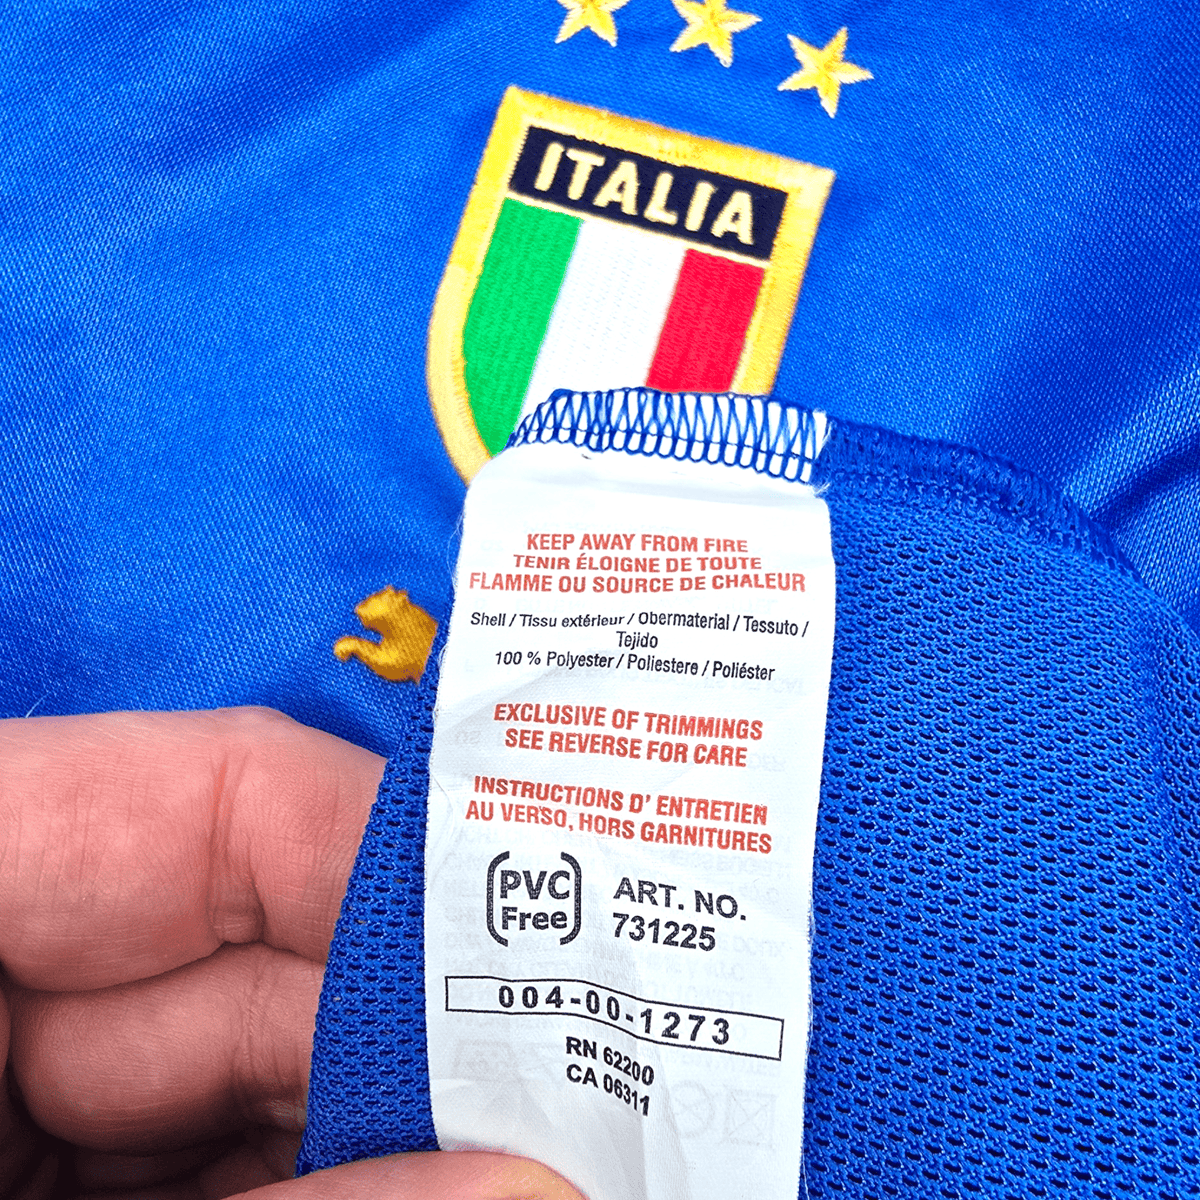 ITALIA
KEEP AWAY FROM FIRE
TENIR ÉLOIGNE DE TOUTE
FLAMME OU SOURCE DE CHALEUR
Shell / Tissu extérieur / Obermaterial / Tessuto /
Tejido
100 % Polyester / Poliestere / Poliéster
EXCLUSIVE OF TRIMMINGS
SEE REVERSE FOR CARE
INSTRUCTIONS D' ENTRETIEN
AU VERSO, HORS GARNITURES
PVC
Free
ART. NO.
731225
004-00-1273
RN 62200
CA 06311